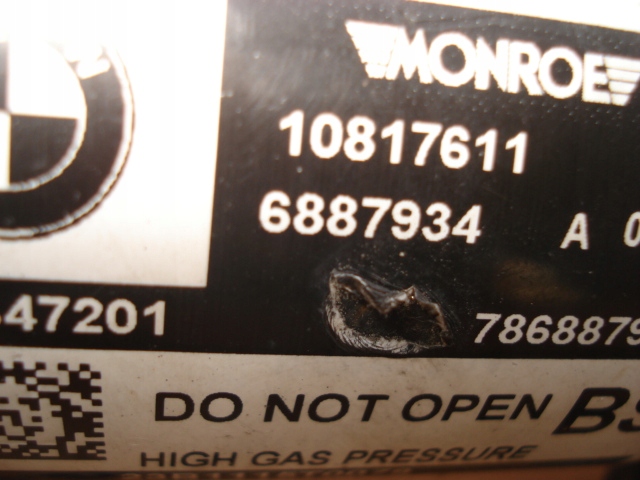 MONROE
10817611
6887934 A 0
47201
7868879
DO NOT OPEN BS
HIGH GAS PRESSURE